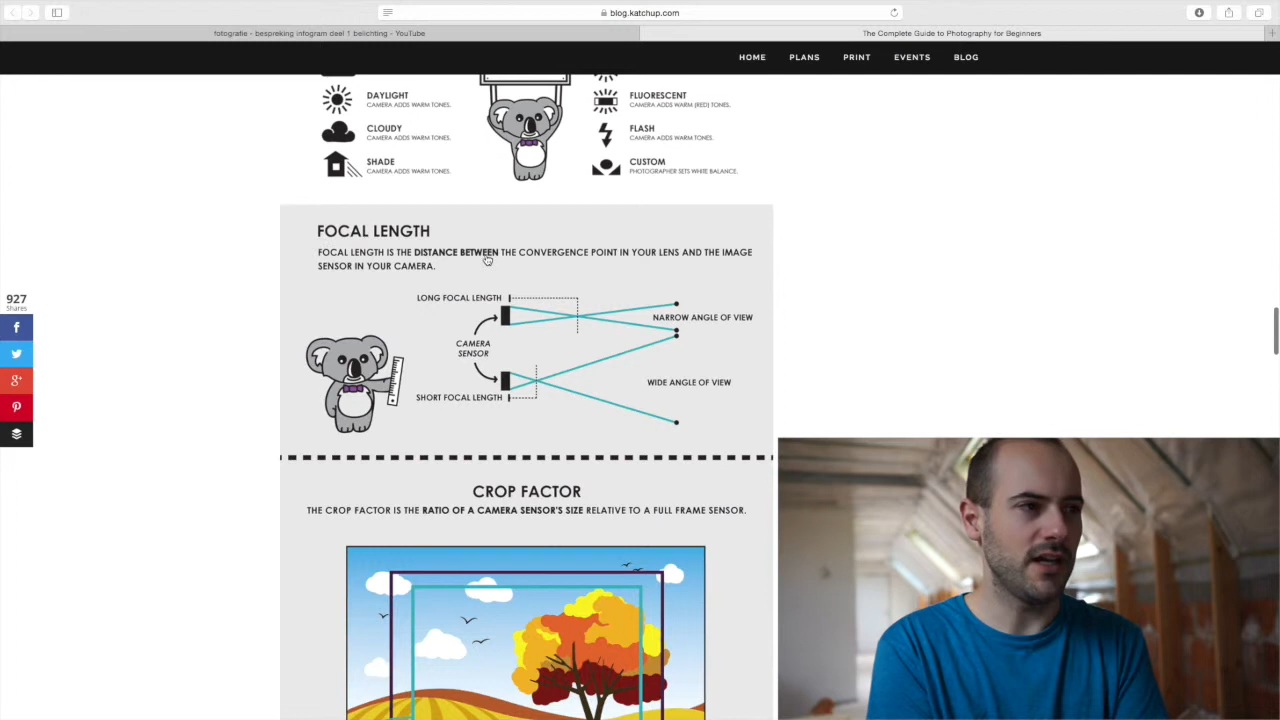 blog.katchup.com
fotografie - bespreking infogram deel 1 belichting - YouTube
The Complete Guide to Photography for Beginners
HOME PLANS PRINT EVENTS BLOG
DAYLIGHT
CAMERA ADDS WARM TONES.
FLUORESCENT
CAMERA ADDS WARM (RED) TONES.
CLOUDY
CAMERA ADDS WARM TONES.
FLASH
CAMERA ADDS WARM TONES.
SHADE
CAMERA ADDS WARM TONES.
CUSTOM
PHOTOGRAPHER SETS WHITE BALANCE.
FOCAL LENGTH
FOCAL LENGTH IS THE DISTANCE BETWEEN THE CONVERGENCE POINT IN YOUR LENS AND THE IMAGE
SENSOR IN YOUR CAMERA.
927
Shares
LONG FOCAL LENGTH
NARROW ANGLE OF VIEW
CAMERA
SENSOR
WIDE ANGLE OF VIEW
SHORT FOCAL LENGTH
CROP FACTOR
THE CROP FACTOR IS THE RATIO OF A CAMERA SENSOR'S SIZE RELATIVE TO A FULL FRAME SENSOR.